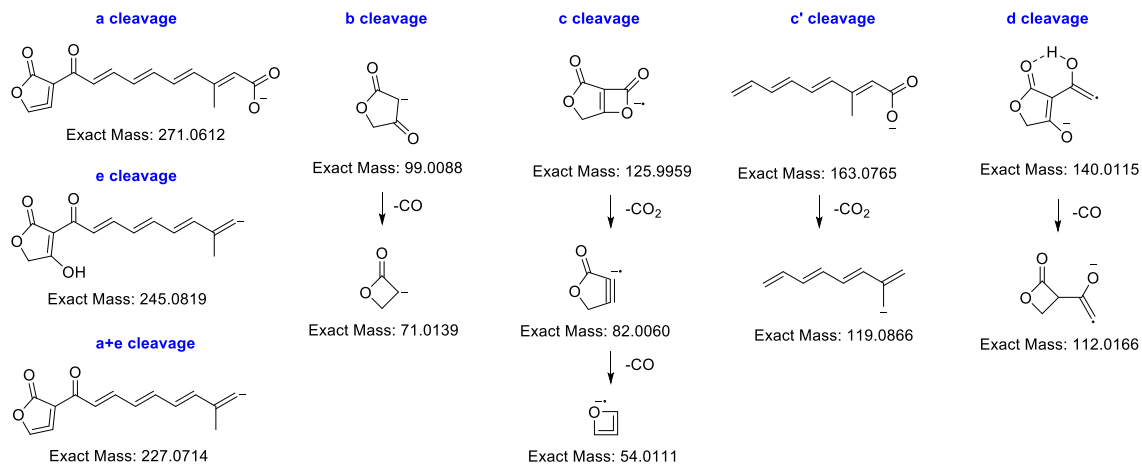 a cleavage
b cleavage
c cleavage
c' cleavage
d cleavage
O
O
O
O
O⁻
Exact Mass: 271.0612
O
O
O
−
Exact Mass: 99.0088
O
O
O
O
−•
Exact Mass: 125.9959
O
O
−
Exact Mass: 163.0765
O
H
O
O
O
−
•
Exact Mass: 140.0115
-CO
-CO₂
-CO₂
-CO
e cleavage
O
O
O
OH
−
Exact Mass: 245.0819
O
O
−
Exact Mass: 71.0139
O
O
−•
Exact Mass: 82.0060
−
Exact Mass: 119.0866
O
O
O
−
•
Exact Mass: 112.0166
a+e cleavage
O
O
O
−
Exact Mass: 227.0714
-CO
O
−•
Exact Mass: 54.0111